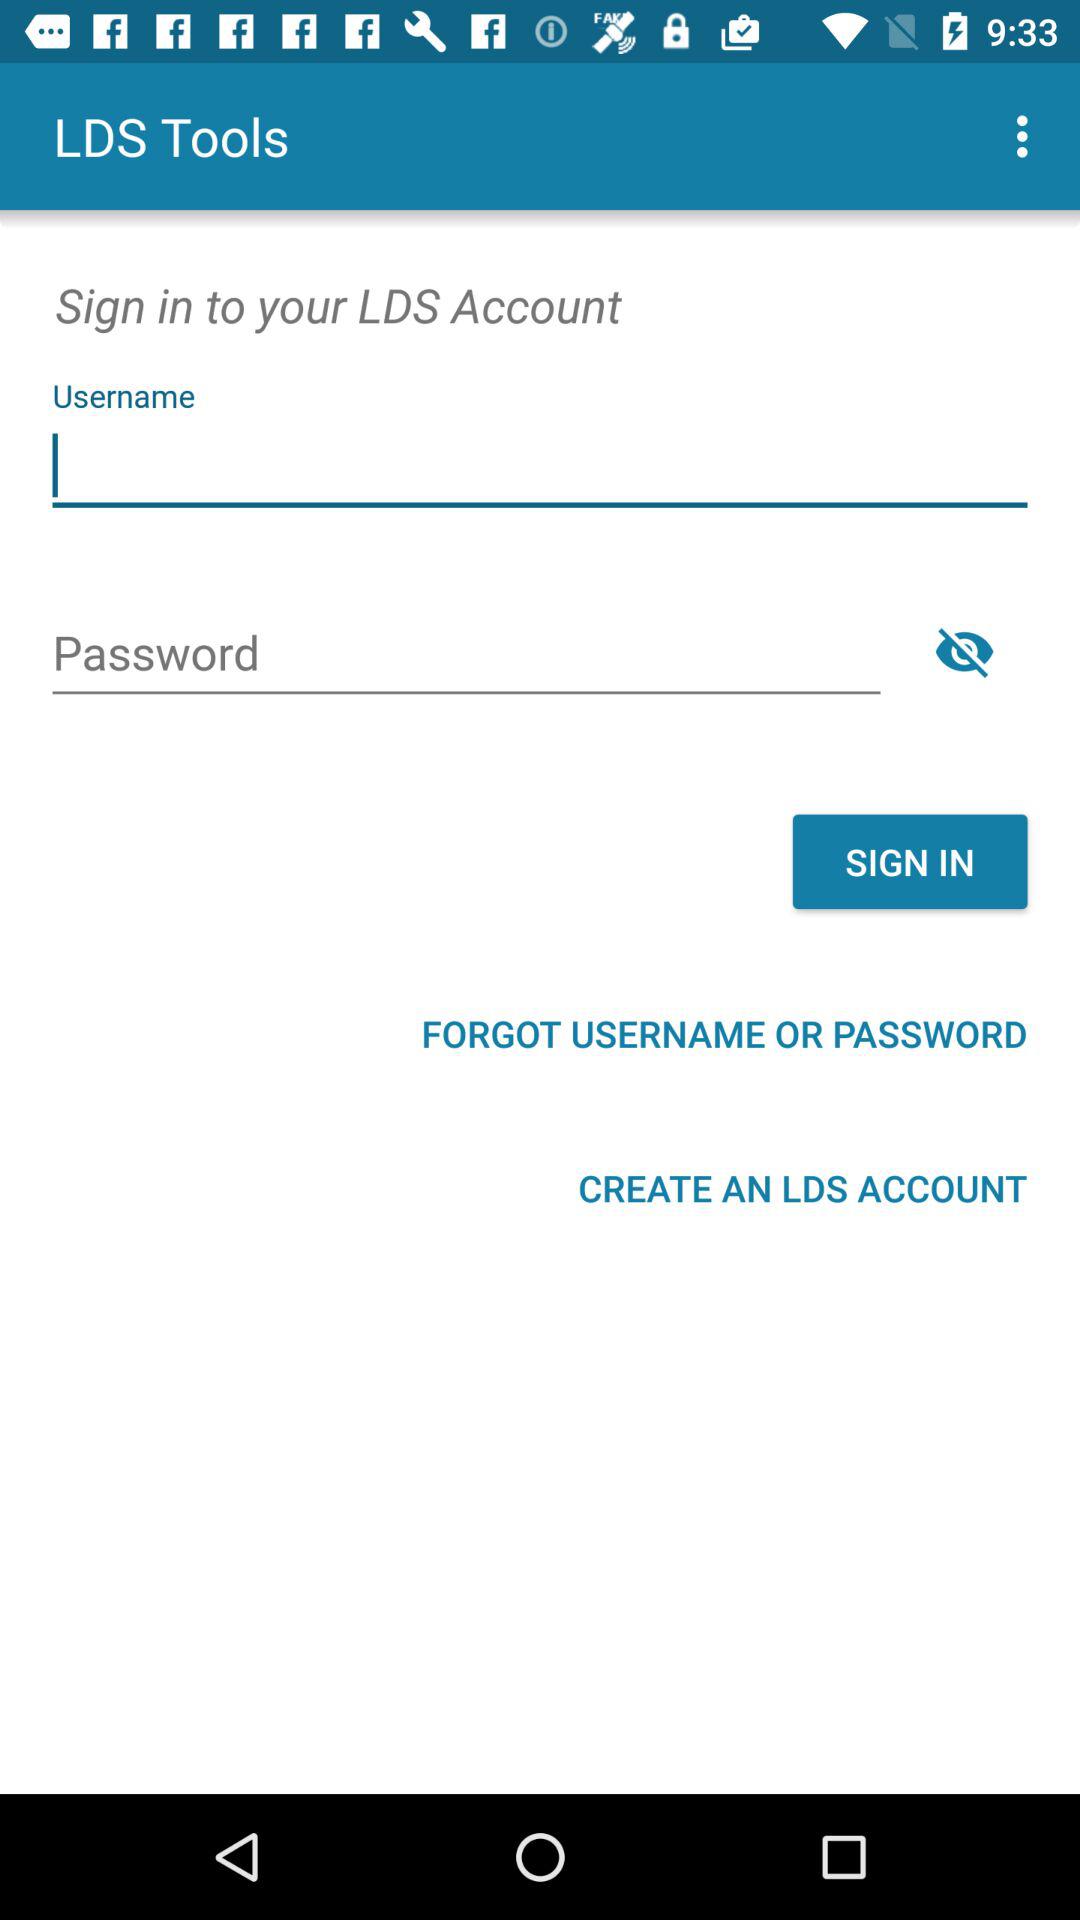 FAKE
9:33
LDS Tools
Sign in to your LDS Account
Username
Password
SIGN IN
FORGOT USERNAME OR PASSWORD
CREATE AN LDS ACCOUNT